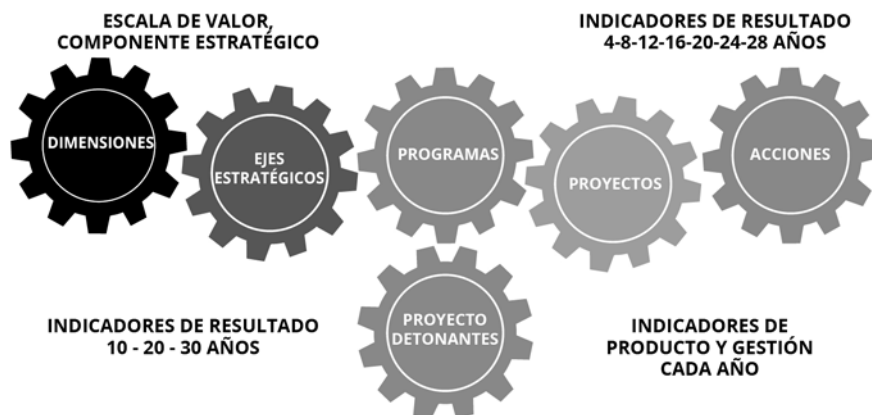 ESCALA DE VALOR,
COMPONENTE ESTRATÉGICO
INDICADORES DE RESULTADO
4-8-12-16-20-24-28 AÑOS
DIMENSIONES
EJES
ESTRATÉGICOS
PROGRAMAS
PROYECTOS
ACCIONES
INDICADORES DE RESULTADO
10 - 20 - 30 AÑOS
PROYECTO
DETONANTES
INDICADORES DE
PRODUCTO Y GESTIÓN
CADA AÑO